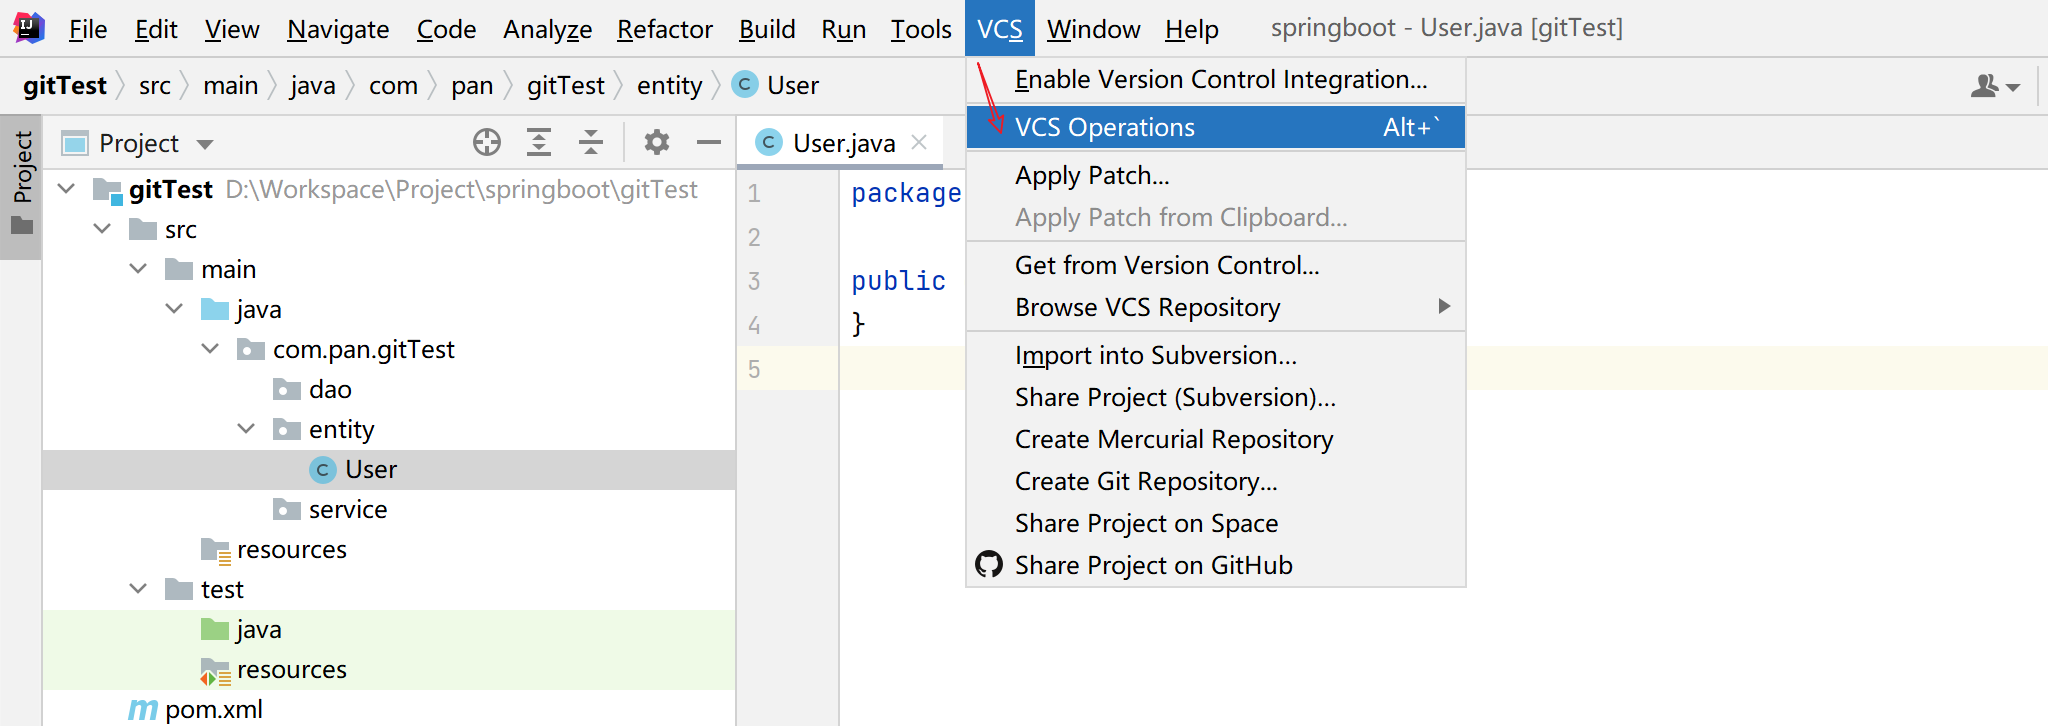 File Edit View Navigate Code Analyze Refactor Build Run Tools VCS Window Help springboot - User.java [gitTest]
gitTest src main java com pan gitTest entity User
Project
Project
User.java
gitTest D:\Workspace\Project\springboot\gitTest
src
main
java
com.pan.gitTest
dao
entity
User
service
resources
test
java
resources
pom.xml
1 package
2
3 public
4 }
5
Enable Version Control Integration...
VCS Operations Alt+`
Apply Patch...
Apply Patch from Clipboard...
Get from Version Control...
Browse VCS Repository
Import into Subversion...
Share Project (Subversion)...
Create Mercurial Repository
Create Git Repository...
Share Project on Space
Share Project on GitHub